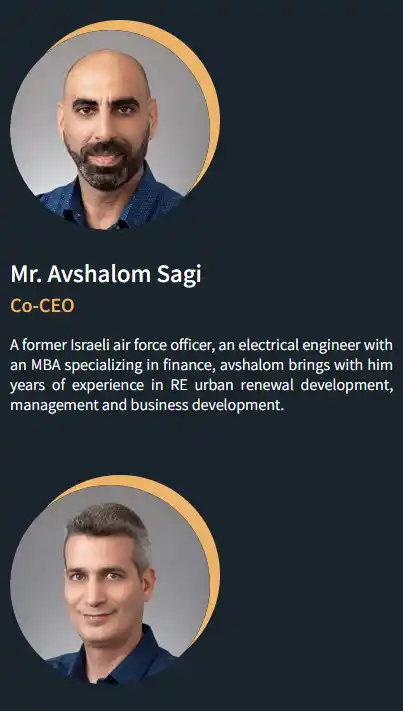 Mr. Avshalom Sagi
Co-CEO
A former Israeli air force officer, an electrical engineer with
an MBA specializing in finance, avshalom brings with him
years of experience in RE urban renewal development,
management and business development.